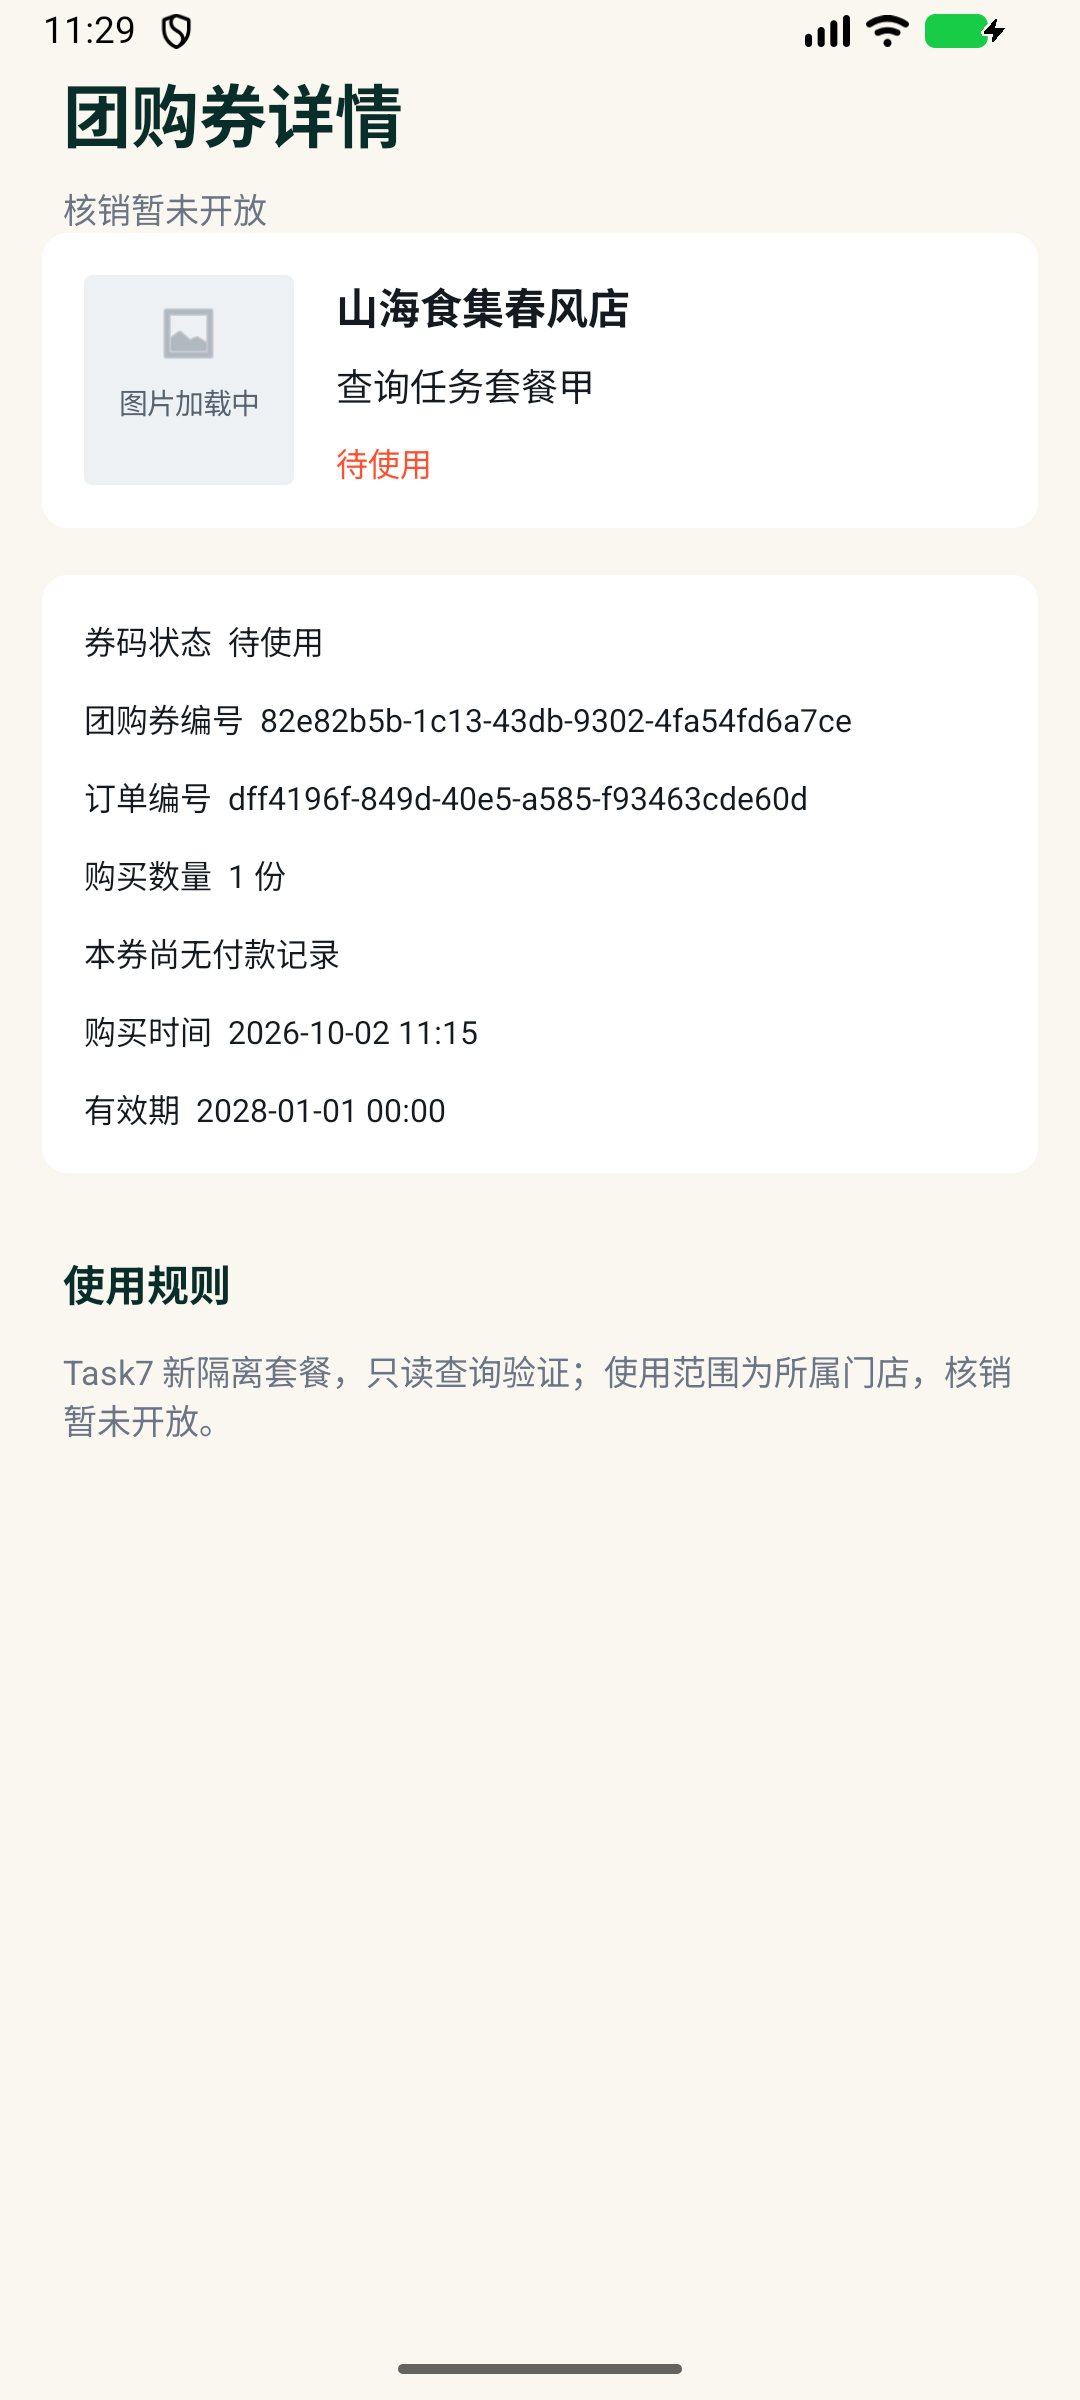 11:29
团购券详情
核销暂未开放
图片加载中
山海食集春风店
查询任务套餐甲
待使用
券码状态 待使用
团购券编号 82e82b5b-1c13-43db-9302-4fa54fd6a7ce
订单编号 dff4196f-849d-40e5-a585-f93463cde60d
购买数量 1 份
本券尚无付款记录
购买时间 2026-10-02 11:15
有效期 2028-01-01 00:00
使用规则
Task7 新隔离套餐，只读查询验证；使用范围为所属门店，核销
暂未开放。